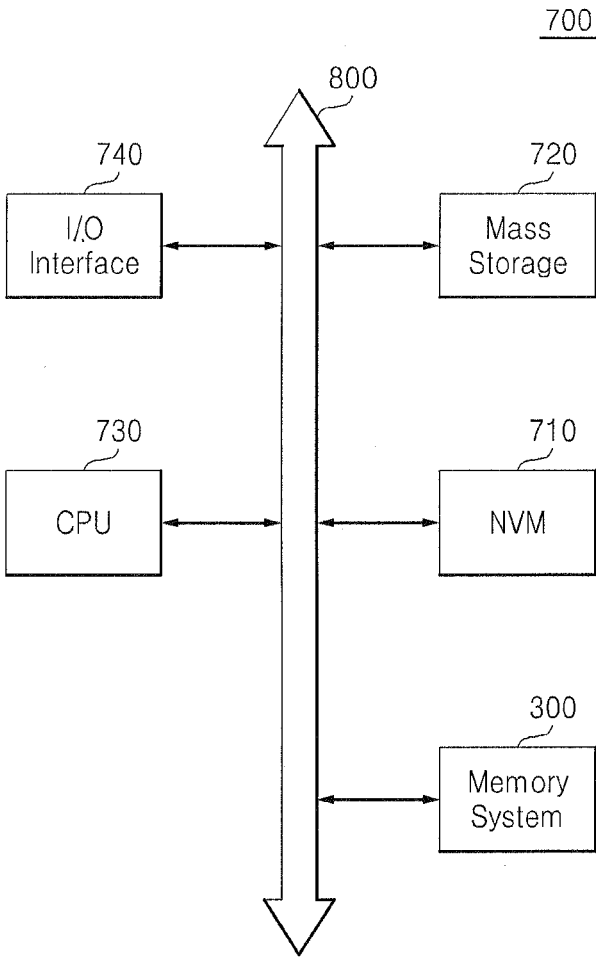 700
800
740
I/O
Interface
720
Mass
Storage
730
CPU
710
NVM
300
Memory
System